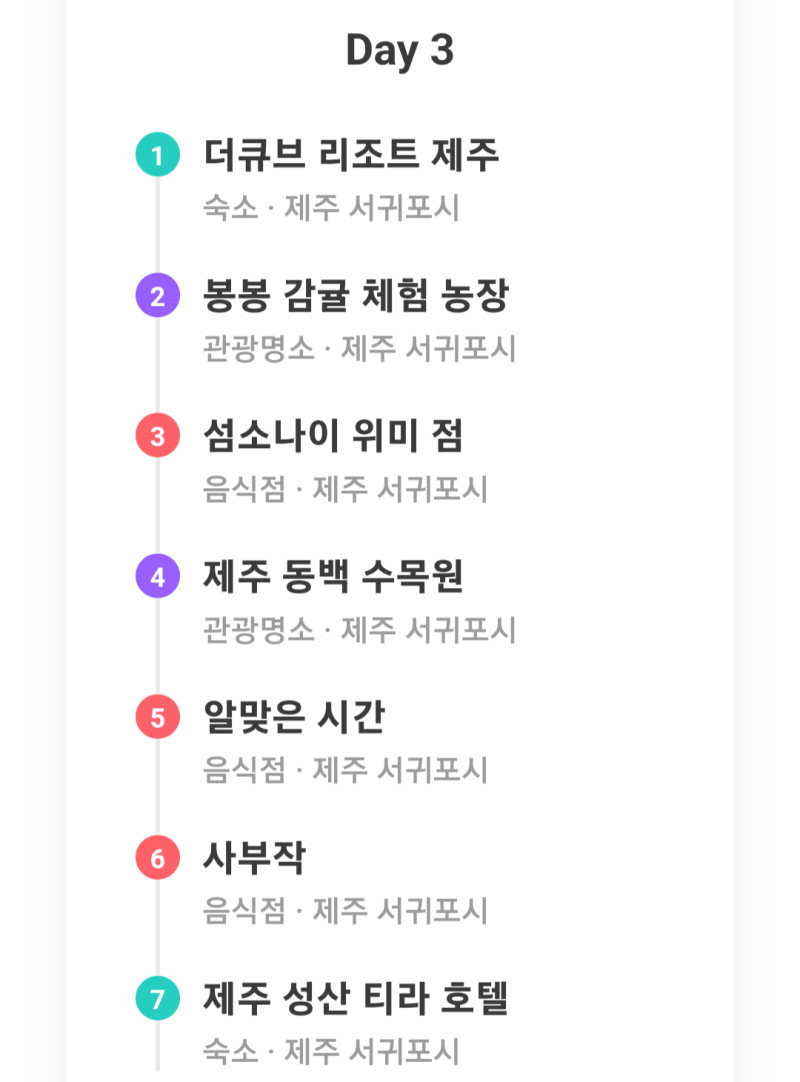 Day 3
1 더큐브 리조트 제주
숙소 · 제주 서귀포시
2 봉봉 감귤 체험 농장
관광명소 · 제주 서귀포시
3 섬소나이 위미 점
음식점 · 제주 서귀포시
4 제주 동백 수목원
관광명소 · 제주 서귀포시
5 알맞은 시간
음식점 · 제주 서귀포시
6 사부작
음식점 · 제주 서귀포시
7 제주 성산 티라 호텔
숙소 · 제주 서귀포시